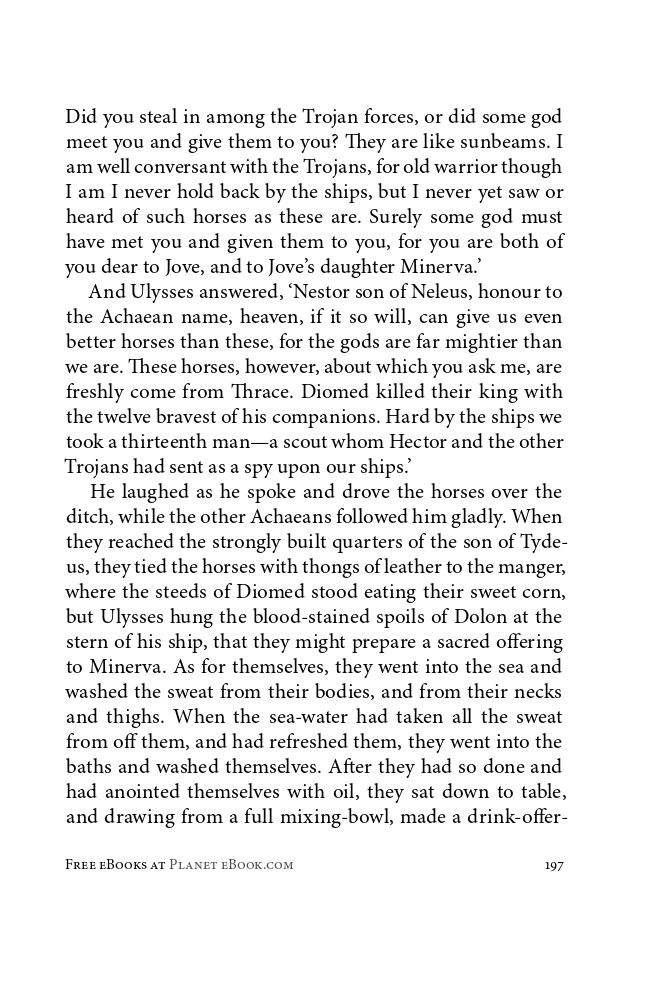 Did you steal in among the Trojan forces, or did some god
meet you and give them to you? They are like sunbeams. I
am well conversant with the Trojans, for old warrior though
I am I never hold back by the ships, but I never yet saw or
heard of such horses as these are. Surely some god must
have met you and given them to you, for you are both of
you dear to Jove, and to Jove’s daughter Minerva.’
And Ulysses answered, ‘Nestor son of Neleus, honour to
the Achaean name, heaven, if it so will, can give us even
better horses than these, for the gods are far mightier than
we are. These horses, however, about which you ask me, are
freshly come from Thrace. Diomed killed their king with
the twelve bravest of his companions. Hard by the ships we
took a thirteenth man—a scout whom Hector and the other
Trojans had sent as a spy upon our ships.’
He laughed as he spoke and drove the horses over the
ditch, while the other Achaeans followed him gladly. When
they reached the strongly built quarters of the son of Tyde-
us, they tied the horses with thongs of leather to the manger,
where the steeds of Diomed stood eating their sweet corn,
but Ulysses hung the blood-stained spoils of Dolon at the
stern of his ship, that they might prepare a sacred offering
to Minerva. As for themselves, they went into the sea and
washed the sweat from their bodies, and from their necks
and thighs. When the sea-water had taken all the sweat
from off them, and had refreshed them, they went into the
baths and washed themselves. After they had so done and
had anointed themselves with oil, they sat down to table,
and drawing from a full mixing-bowl, made a drink-offer-
Free eBooks at Planet eBook.com 197